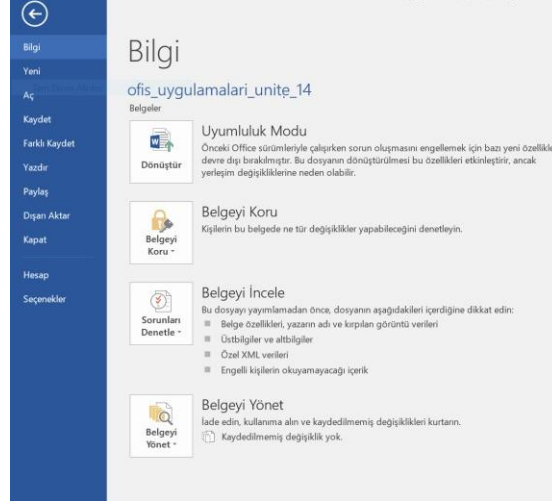 Bilgi
Yeni
Aç
Kaydet
Farklı Kaydet
Yazdır
Paylaş
Dışarı Aktar
Kapat
Hesap
Seçenekler
Bilgi
ofis_uygulamalari_unite_14
Belgeler
Dönüştür
Uyumluluk Modu
Önceki Office sürümleriyle çalışırken sorun oluşmasını engellemek için bazı yeni özellikle
devre dışı bırakılmıştır. Bu dosyanın dönüştürülmesi bu özellikleri etkinleştirir, ancak
yerleşim değişikliklerine neden olabilir.
Belgeyi
Koru
Belgeyi Koru
Kişilerin bu belgede ne tür değişiklikler yapabileceğini denetleyin.
Sorunları
Denetle
Belgeyi İncele
Bu dosyayı yayımlamadan önce, dosyanın aşağıdakileri içerdiğine dikkat edin:
Belge özellikleri, yazarın adı ve kırpılan görüntü verileri
Üstbilgiler ve altbilgiler
Özel XML verileri
Engelli kişilerin okuyamayacağı içerik
Belgeyi
Yönet
Belgeyi Yönet
İade edin, kullanıma alın ve kaydedilmemiş değişiklikleri kurtarın.
Kaydedilmemiş değişiklik yok.